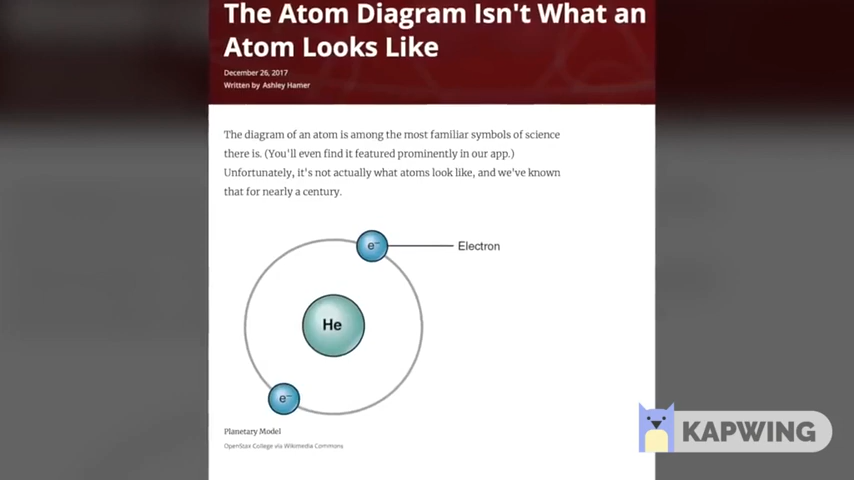 The Atom Diagram Isn't What an
Atom Looks Like
December 26, 2017
Written by Ashley Hamer
The diagram of an atom is among the most familiar symbols of science
there is. (You'll even find it featured prominently in our app.)
Unfortunately, it's not actually what atoms look like, and we've known
that for nearly a century.
e⁻
Electron
He
e⁻
Planetary Model
OpenStax College via Wikimedia Commons
KAPWING